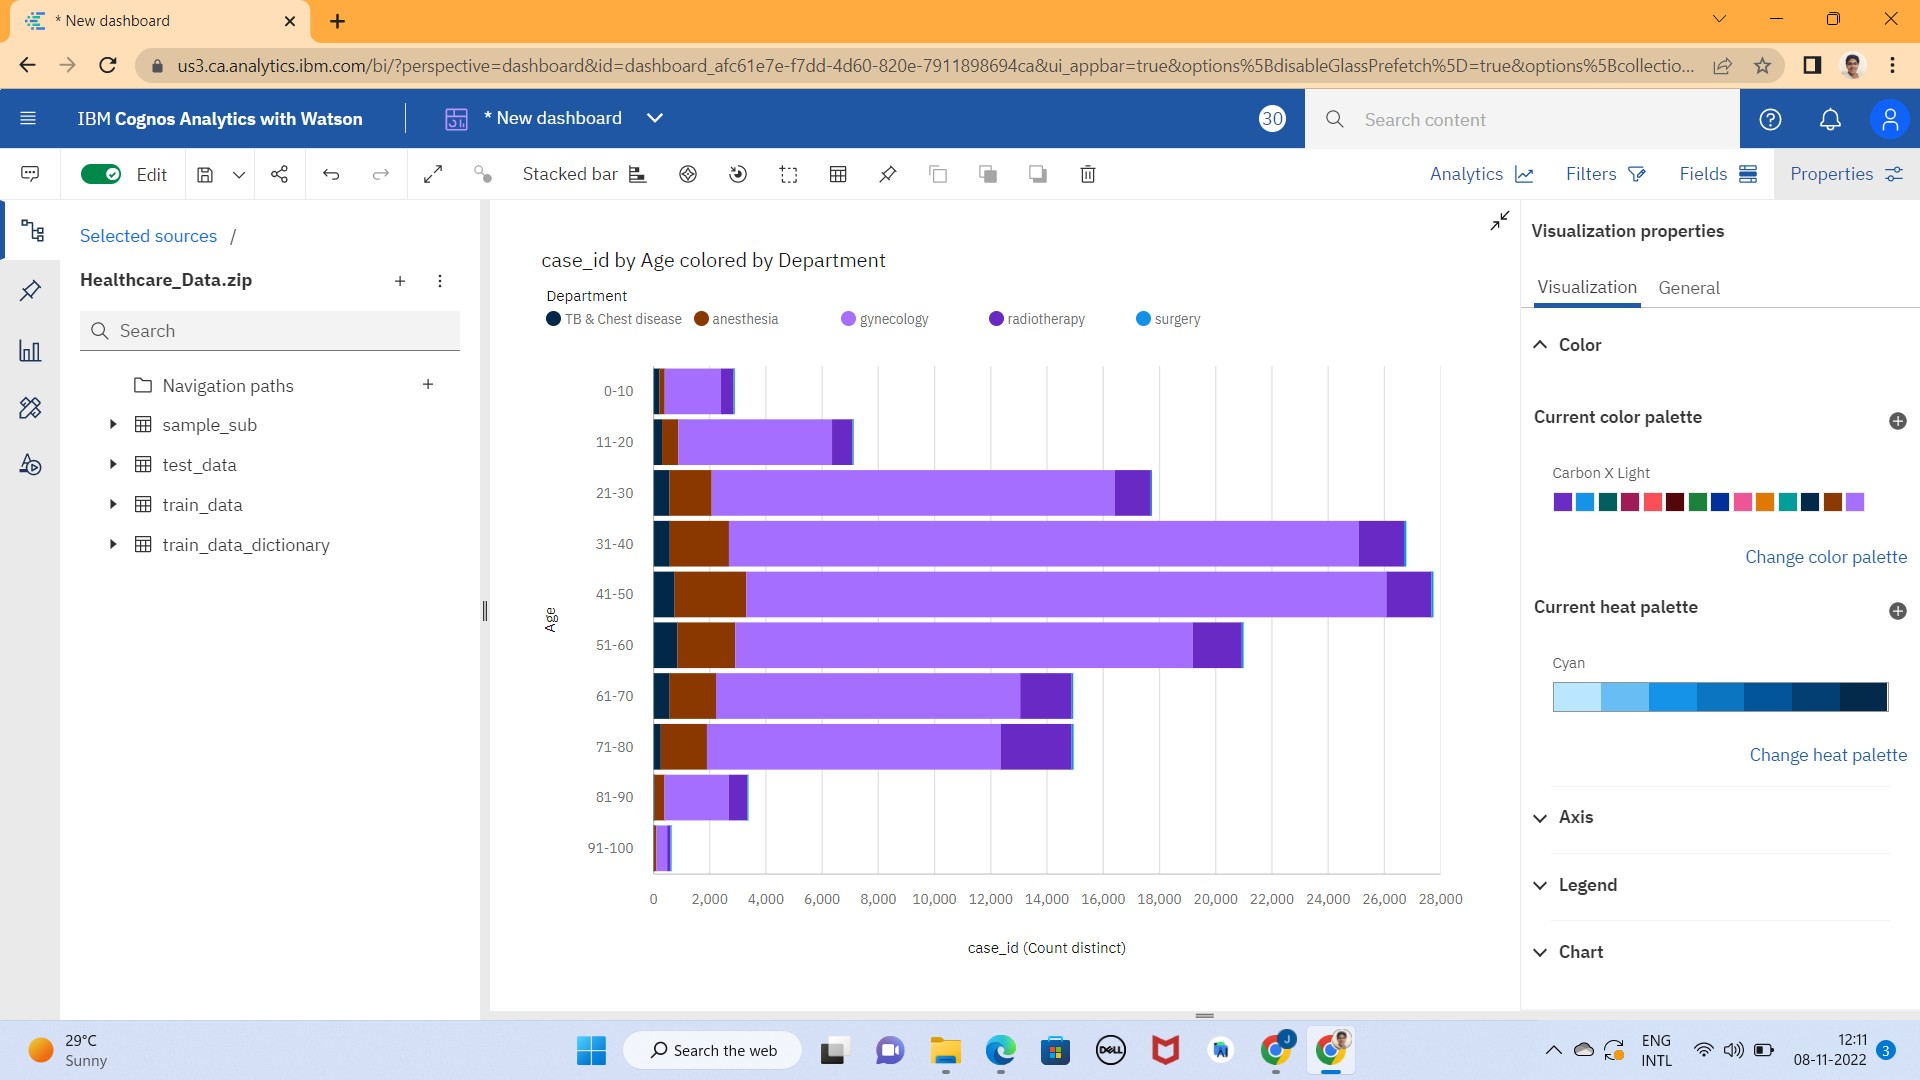 * New dashboard
us3.ca.analytics.ibm.com/bi/?perspective=dashboard&id=dashboard_afc61e7e-f7dd-4d60-820e-7911898694ca&ui_appbar=true&options%5BdisableGlassPrefetch%5D=true&options%5Bcollectio...
IBM Cognos Analytics with Watson
* New dashboard
30
Search content
Edit
Stacked bar
Analytics
Filters
Fields
Properties
Selected sources /
Healthcare_Data.zip
Search
Navigation paths
sample_sub
test_data
train_data
train_data_dictionary
case_id by Age colored by Department
Department
TB & Chest disease anesthesia gynecology radiotherapy surgery
Age
0-10
11-20
21-30
31-40
41-50
51-60
61-70
71-80
81-90
91-100
0 2,000 4,000 6,000 8,000 10,000 12,000 14,000 16,000 18,000 20,000 22,000 24,000 26,000 28,000
case_id (Count distinct)
Visualization properties
Visualization General
Color
Current color palette
Carbon X Light
Change color palette
Current heat palette
Cyan
Change heat palette
Axis
Legend
Chart
29°C
Sunny
Search the web
DELL
J
ENG
INTL
12:11
08-11-2022
3